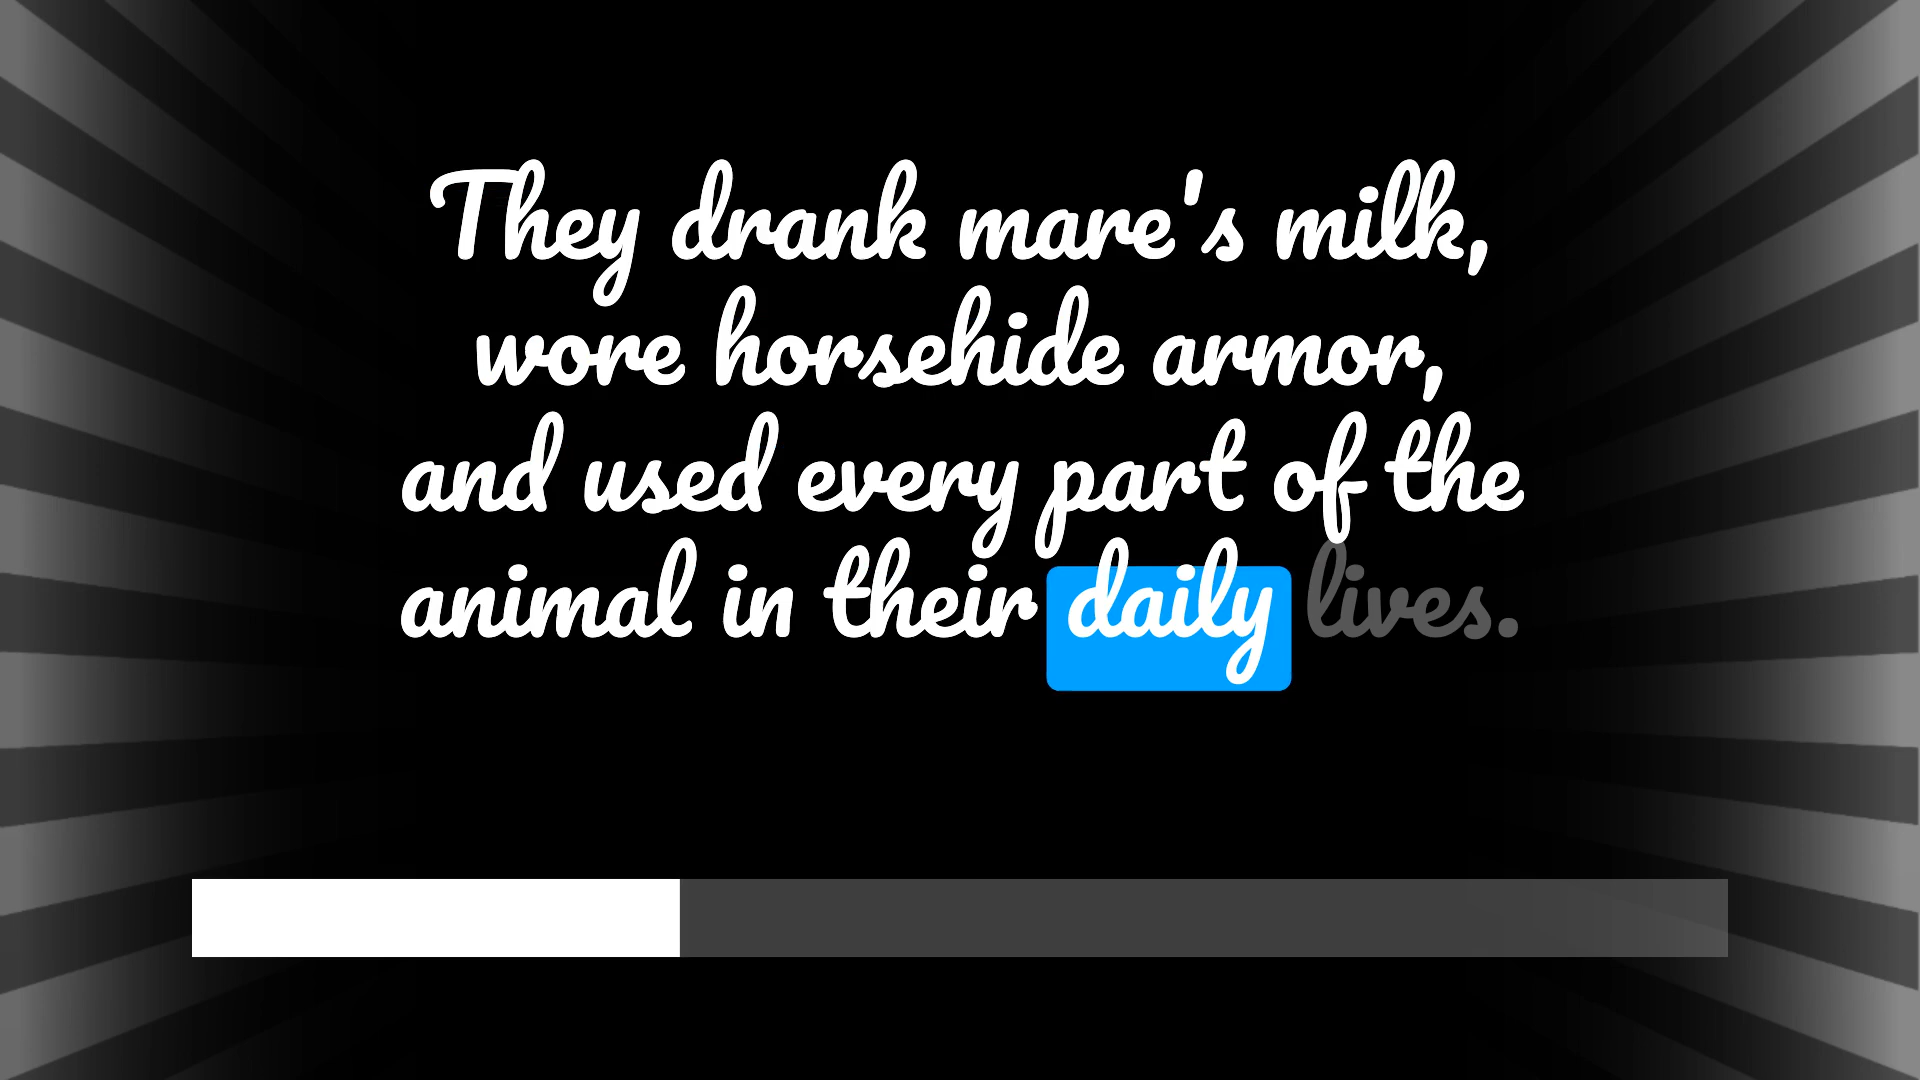 They drank mare's milk,
wore horsehide armor,
and used every part of the
animal in their daily lives.